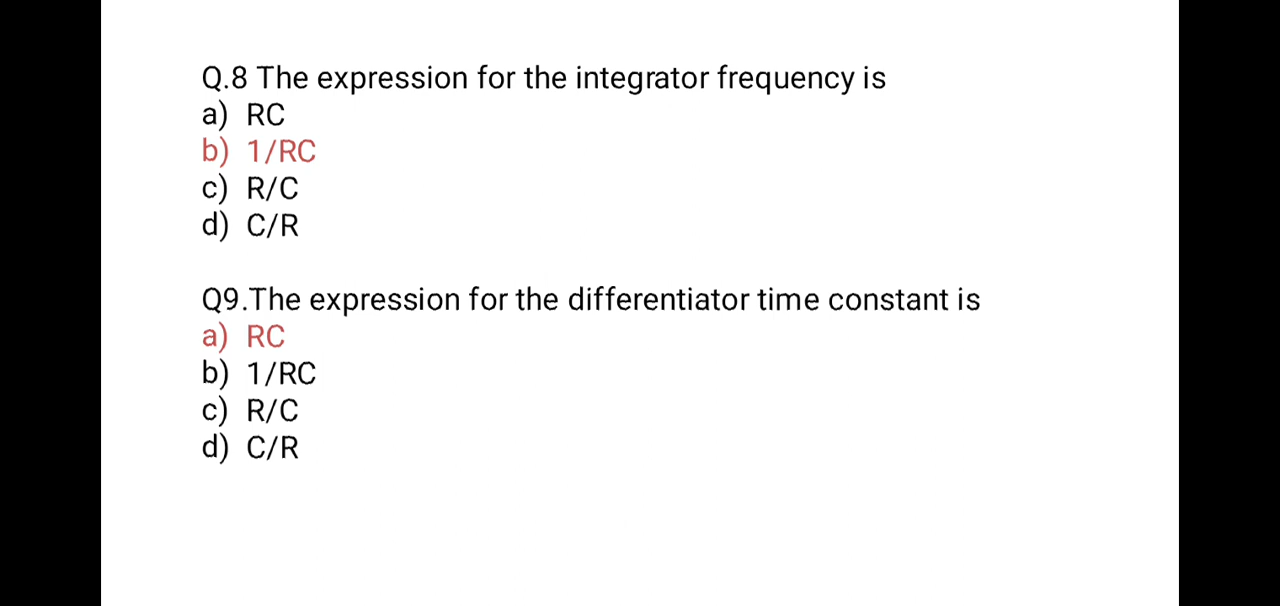 Q.8 The expression for the integrator frequency is
a) RC
b) 1/RC
c) R/C
d) C/R
Q9.The expression for the differentiator time constant is
a) RC
b) 1/RC
c) R/C
d) C/R